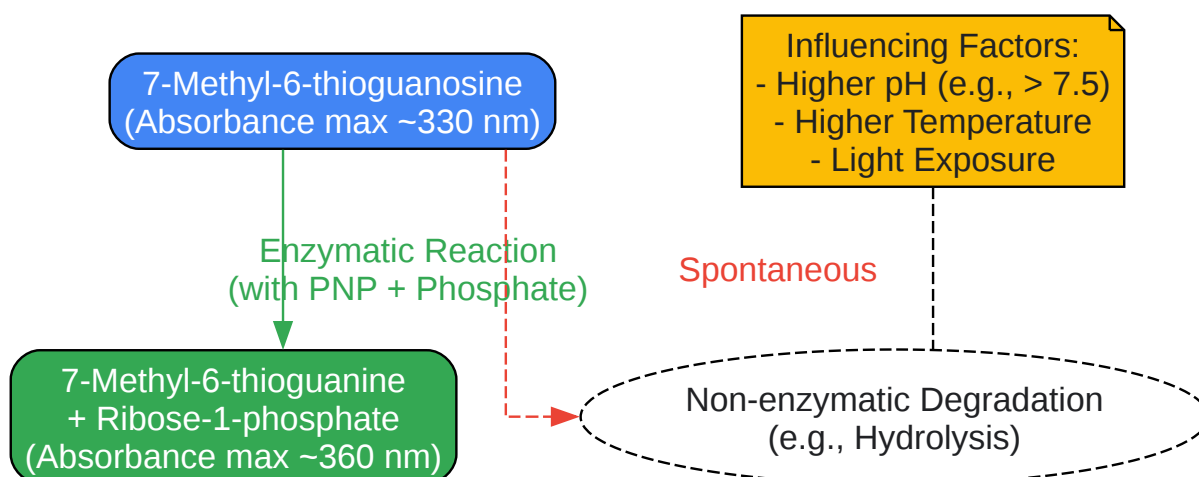 7-Methyl-6-thioguanosine
(Absorbance max ~330 nm)
Influencing Factors:
- Higher pH (e.g., > 7.5)
- Higher Temperature
- Light Exposure
Enzymatic Reaction
(with PNP + Phosphate)
Spontaneous
7-Methyl-6-thioguanine
+ Ribose-1-phosphate
(Absorbance max ~360 nm)
Non-enzymatic Degradation
(e.g., Hydrolysis)